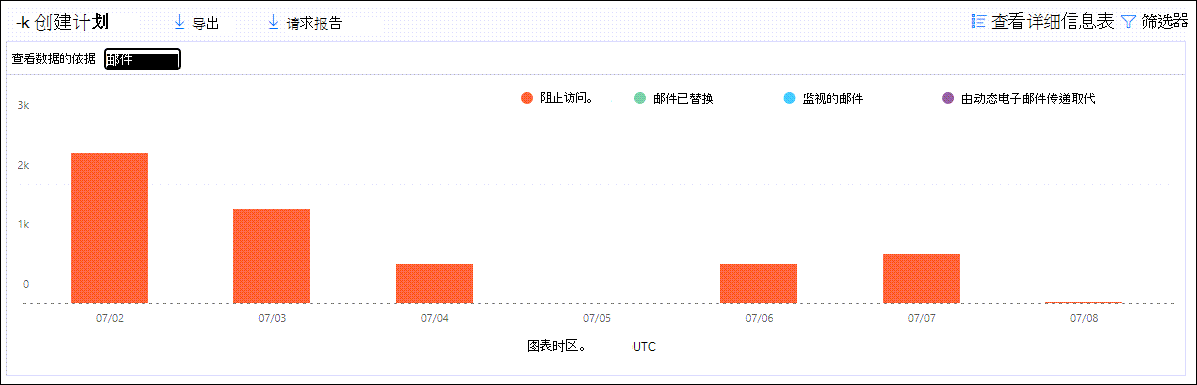 -k 创建计划 导出 请求报告 查看详细信息表 筛选器
查看数据的依据 邮件
阻止访问。 邮件已替换 监视的邮件 由动态电子邮件传递取代
3k
2k
1k
0
07/02 07/03 07/04 07/05 07/06 07/07 07/08
图表时区。 UTC